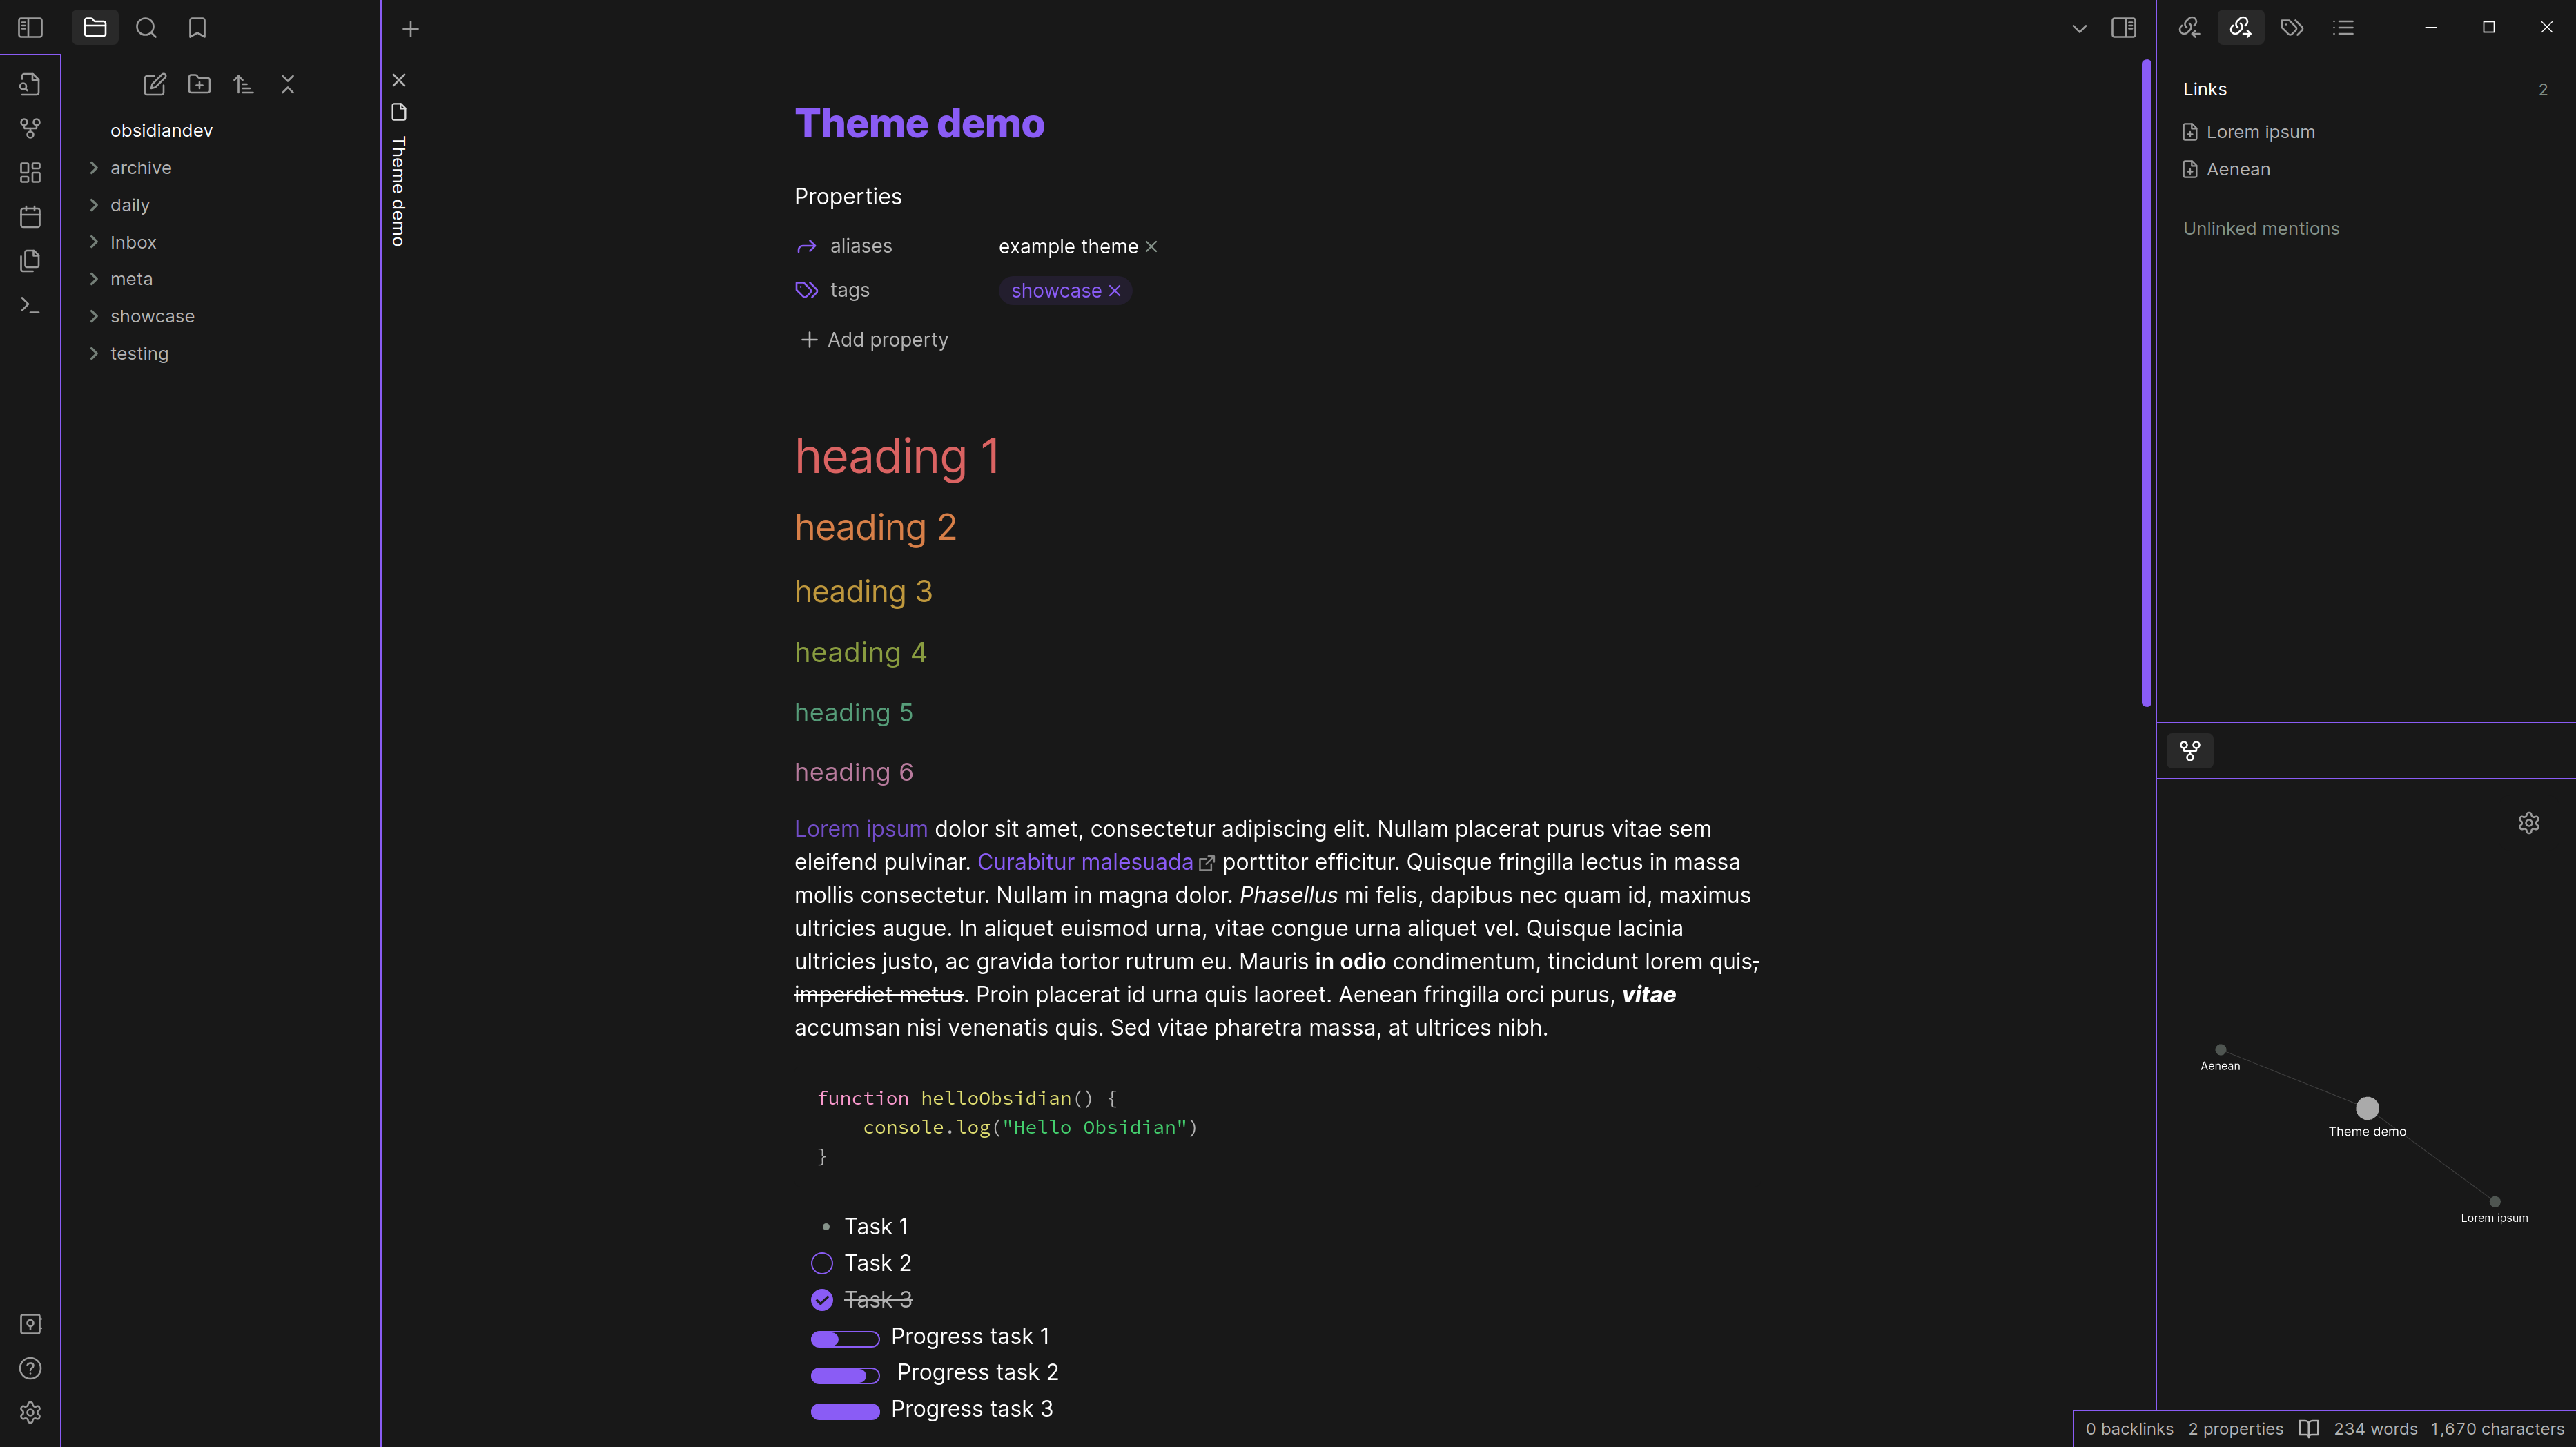 obsidiandev
archive
daily
Inbox
meta
showcase
testing
Theme demo
Theme demo
Properties
aliases
example theme
tags
showcase
Add property
heading 1
heading 2
heading 3
heading 4
heading 5
heading 6
Lorem ipsum dolor sit amet, consectetur adipiscing elit. Nullam placerat purus vitae sem
eleifend pulvinar. Curabitur malesuada porttitor efficitur. Quisque fringilla lectus in massa
mollis consectetur. Nullam in magna dolor. Phasellus mi felis, dapibus nec quam id, maximus
ultricies augue. In aliquet euismod urna, vitae congue urna aliquet vel. Quisque lacinia
ultricies justo, ac gravida tortor rutrum eu. Mauris in odio condimentum, tincidunt lorem quis,
imperdiet metus. Proin placerat id urna quis laoreet. Aenean fringilla orci purus, vitae
accumsan nisi venenatis quis. Sed vitae pharetra massa, at ultrices nibh.
function helloObsidian() {
    console.log("Hello Obsidian")
}
Task 1
Task 2
Task 3
Progress task 1
Progress task 2
Progress task 3
Links 2
Lorem ipsum
Aenean
Unlinked mentions
Aenean
Theme demo
Lorem ipsum
0 backlinks 2 properties 234 words 1,670 characters